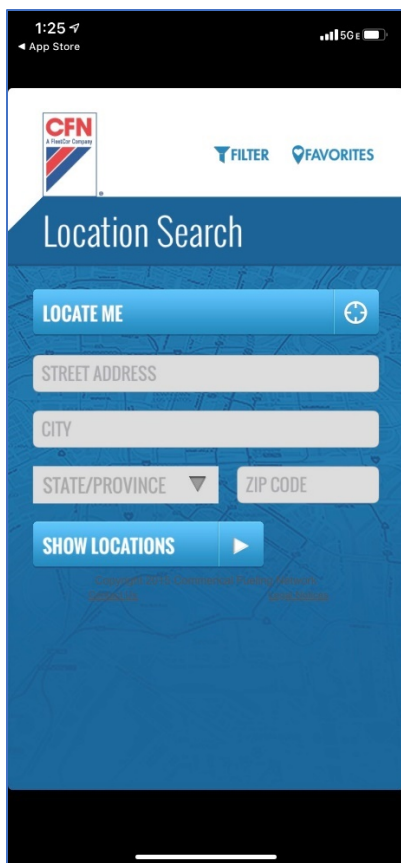 1:25
5G E
◀ App Store
CFN
A FleetCor Company
®
FILTER
FAVORITES
Location Search
LOCATE ME
STREET ADDRESS
CITY
STATE/PROVINCE
ZIP CODE
SHOW LOCATIONS